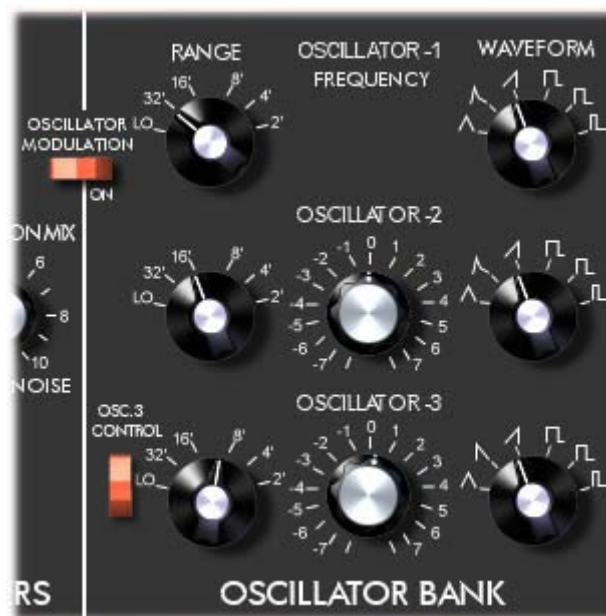 RANGE
OSCILLATOR -1
WAVEFORM
FREQUENCY
LO 32' 16' 8' 4' 2'
OSCILLATOR
MODULATION
ON
OSCILLATOR -2
ON MIX
6
8
10
NOISE
LO 32' 16' 8' 4' 2'
-7 -6 -5 -4 -3 -2 -1 0 1 2 3 4 5 6 7
OSCILLATOR -3
OSC.3
CONTROL
LO 32' 16' 8' 4' 2'
-7 -6 -5 -4 -3 -2 -1 0 1 2 3 4 5 6 7
ERS
OSCILLATOR BANK